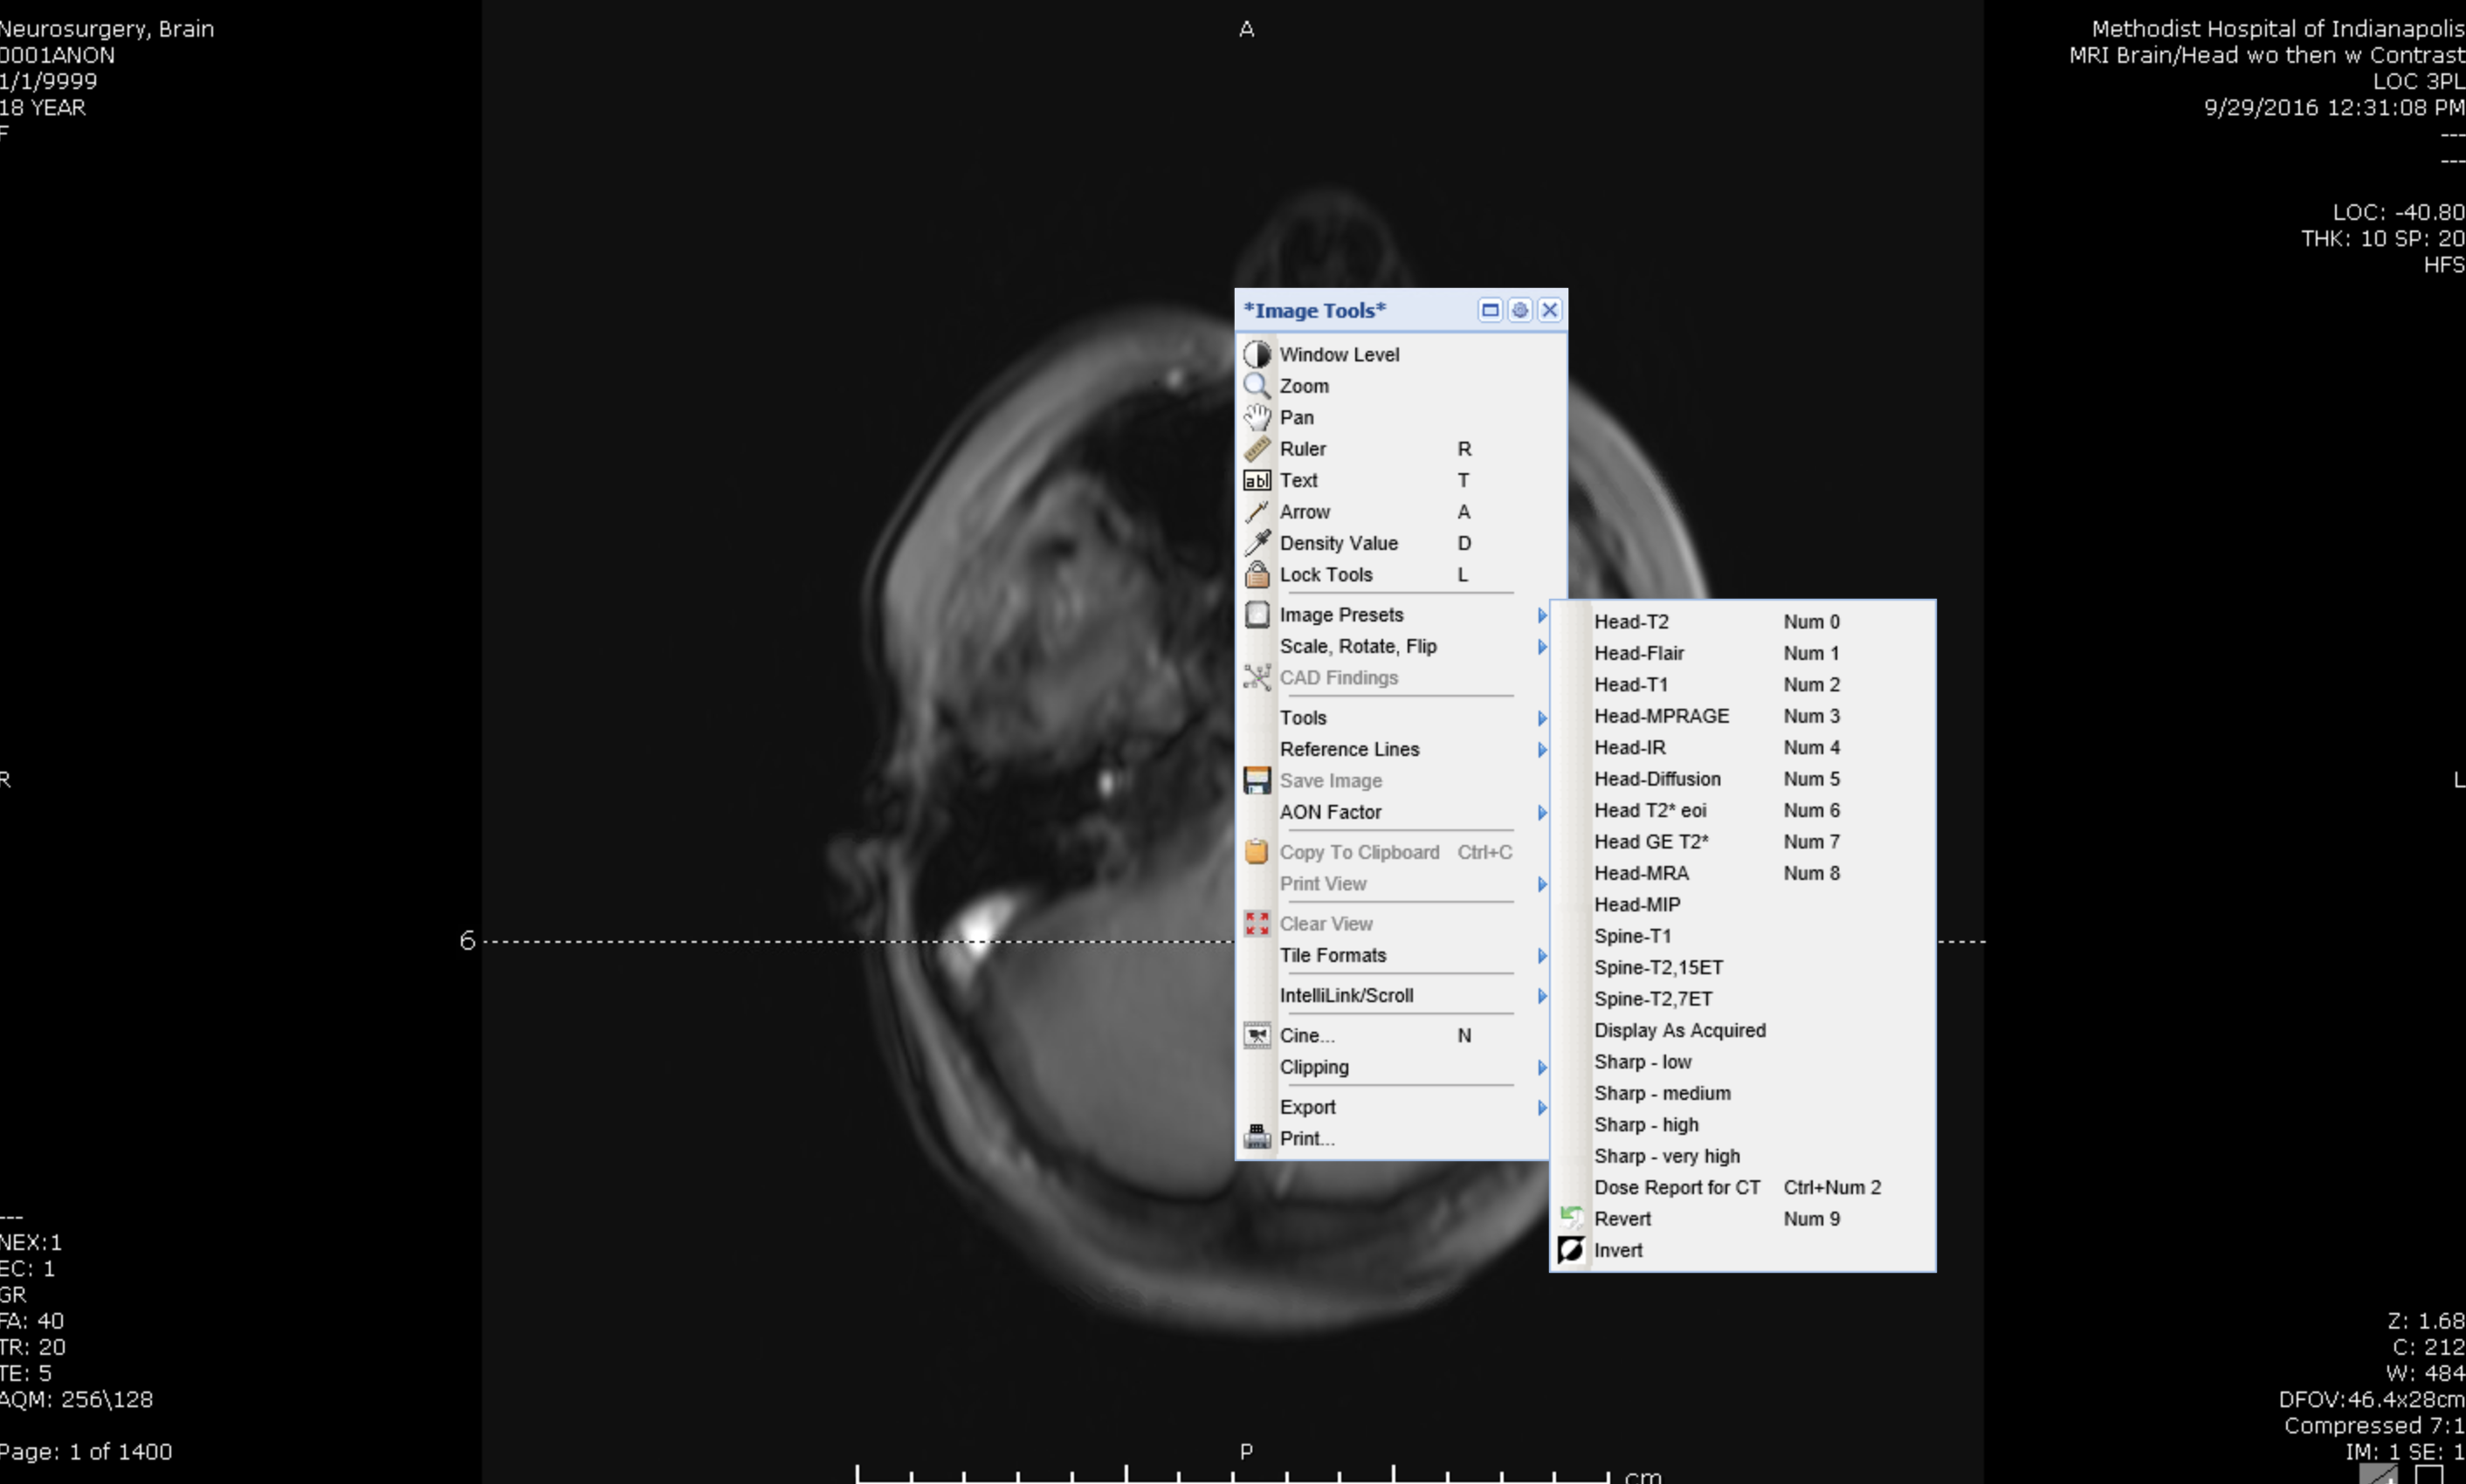 Neurosurgery, Brain
0001ANON
1/1/9999
18 YEAR
F
A
Methodist Hospital of Indianapolis
MRI Brain/Head wo then w Contrast
LOC 3PL
9/29/2016 12:31:08 PM
---
---
LOC: -40.80
THK: 10 SP: 20
HFS
*Image Tools*
Window Level
Zoom
Pan
Ruler R
abl Text T
Arrow A
Density Value D
Lock Tools L
Image Presets
Scale, Rotate, Flip
CAD Findings
Tools
Reference Lines
Save Image
AON Factor
Copy To Clipboard Ctrl+C
Print View
Clear View
Tile Formats
IntelliLink/Scroll
Cine... N
Clipping
Export
Print...
Head-T2 Num 0
Head-Flair Num 1
Head-T1 Num 2
Head-MPRAGE Num 3
Head-IR Num 4
Head-Diffusion Num 5
Head T2* eoi Num 6
Head GE T2* Num 7
Head-MRA Num 8
Head-MIP
Spine-T1
Spine-T2,15ET
Spine-T2,7ET
Display As Acquired
Sharp - low
Sharp - medium
Sharp - high
Sharp - very high
Dose Report for CT Ctrl+Num 2
Revert Num 9
Invert
R
L
6
---
NEX:1
EC: 1
GR
FA: 40
TR: 20
TE: 5
AQM: 256\128
Page: 1 of 1400
P
cm
Z: 1.68
C: 212
W: 484
DFOV:46.4x28cm
Compressed 7:1
IM: 1 SE: 1